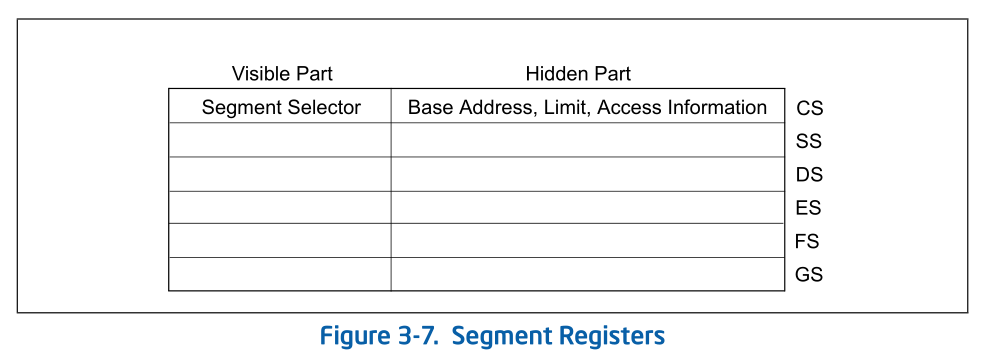 Visible Part Hidden Part
Segment Selector Base Address, Limit, Access Information CS
SS
DS
ES
FS
GS
Figure 3-7. Segment Registers